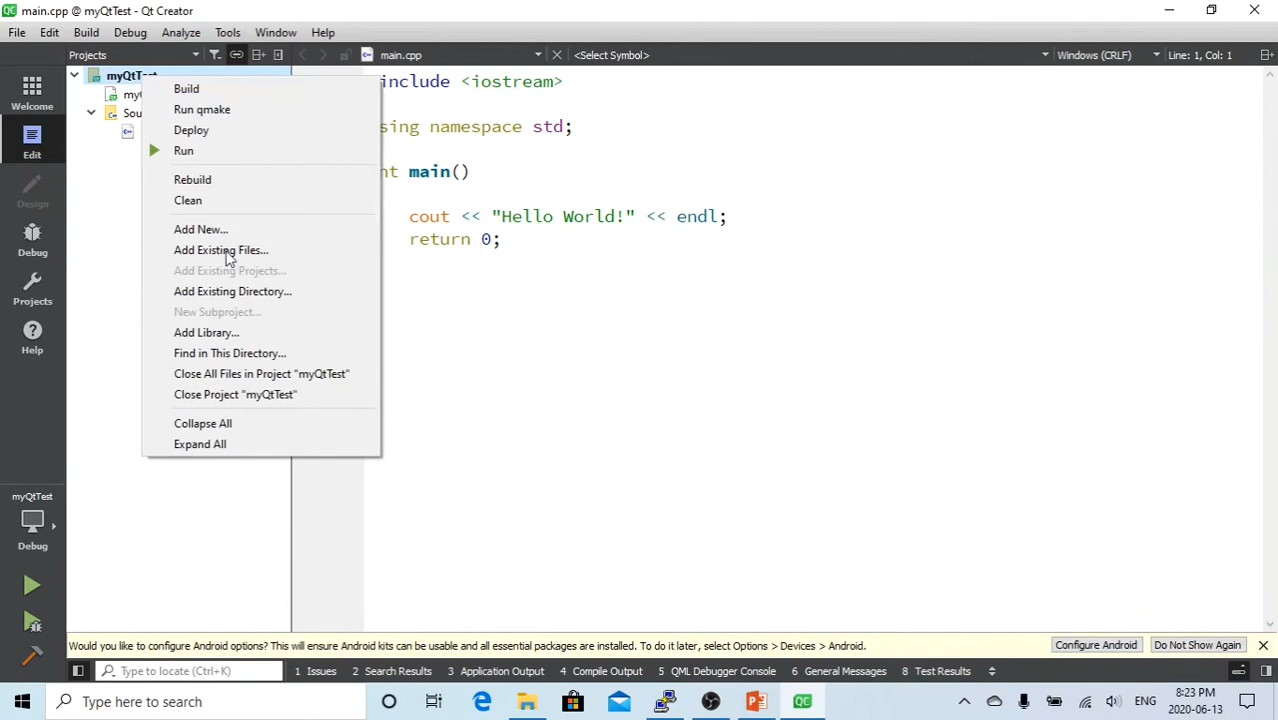 main.cpp @ myQtTest - Qt Creator
File Edit Build Debug Analyze Tools Window Help
Projects main.cpp <Select Symbol> Windows (CRLF) Line: 1, Col: 1
Welcome
Edit
Design
Debug
Projects
Help
myQtTest
Debug
myQtTest
Build
Run qmake
Deploy
Run
Rebuild
Clean
Add New...
Add Existing Files...
Add Existing Projects...
Add Existing Directory...
New Subproject...
Add Library...
Find in This Directory...
Close All Files in Project "myQtTest"
Close Project "myQtTest"
Collapse All
Expand All
include <iostream>
sing namespace std;
nt main()
cout << "Hello World!" << endl;
return 0;
Would you like to configure Android options? This will ensure Android kits can be usable and all essential packages are installed. To do it later, select Options > Devices > Android. Configure Android Do Not Show Again
Type to locate (Ctrl+K) 1 Issues 2 Search Results 3 Application Output 4 Compile Output 5 QML Debugger Console 6 General Messages 8 Test Results
Type here to search ENG 8:23 PM
2020-06-13